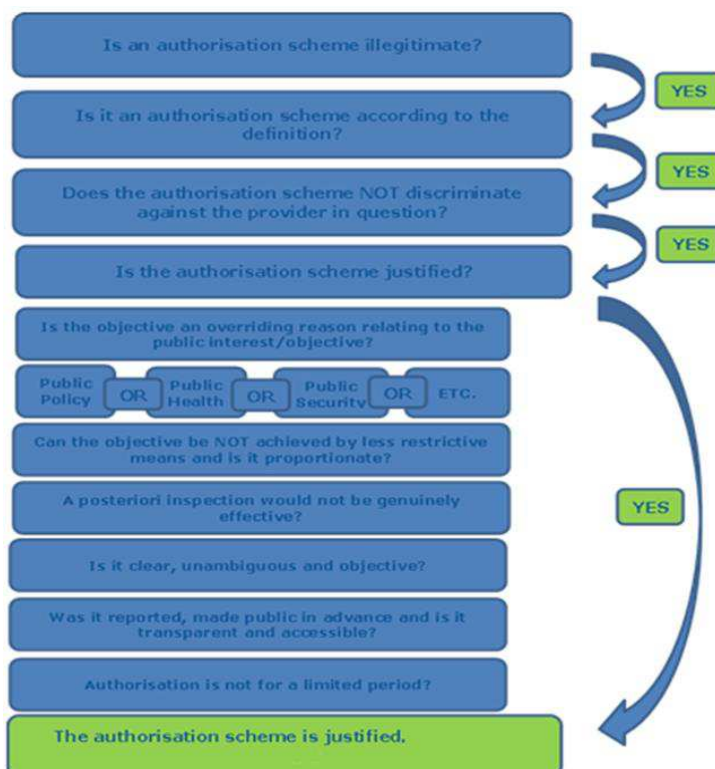 Is an authorisation scheme illegitimate?
YES
Is it an authorisation scheme according to the
definition?
YES
Does the authorisation scheme NOT discriminate
against the provider in question?
YES
Is the authorisation scheme justified?
Is the objective an overriding reason relating to the
public interest/objective?
Public
Policy
OR
Public
Health
OR
Public
Security
OR
ETC.
Can the objective be NOT achieved by less restrictive
means and is it proportionate?
A posteriori inspection would not be genuinely
effective?
YES
Is it clear, unambiguous and objective?
Was it reported, made public in advance and is it
transparent and accessible?
Authorisation is not for a limited period?
The authorisation scheme is justified.